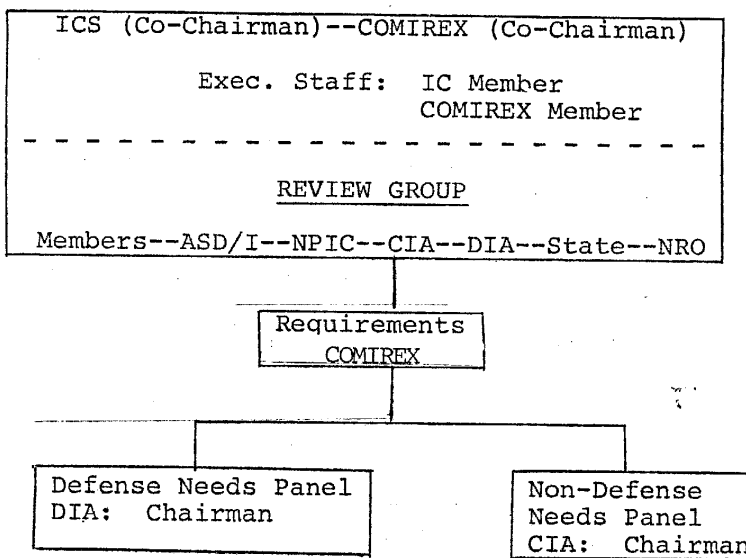 ICS (Co-Chairman)--COMIREX (Co-Chairman)
Exec. Staff: IC Member
COMIREX Member
REVIEW GROUP
Members--ASD/I--NPIC--CIA--DIA--State--NRO
Requirements
COMIREX
Defense Needs Panel
DIA: Chairman
Non-Defense
Needs Panel
CIA: Chairman